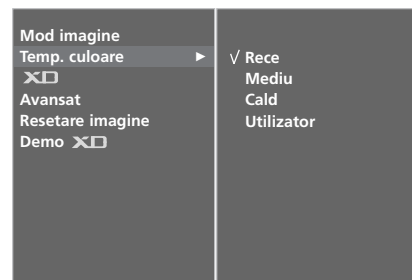 Mod imagine
Temp. culoare ►
XD
Avansat
Resetare imagine
Demo XD
√ Rece
Mediu
Cald
Utilizator